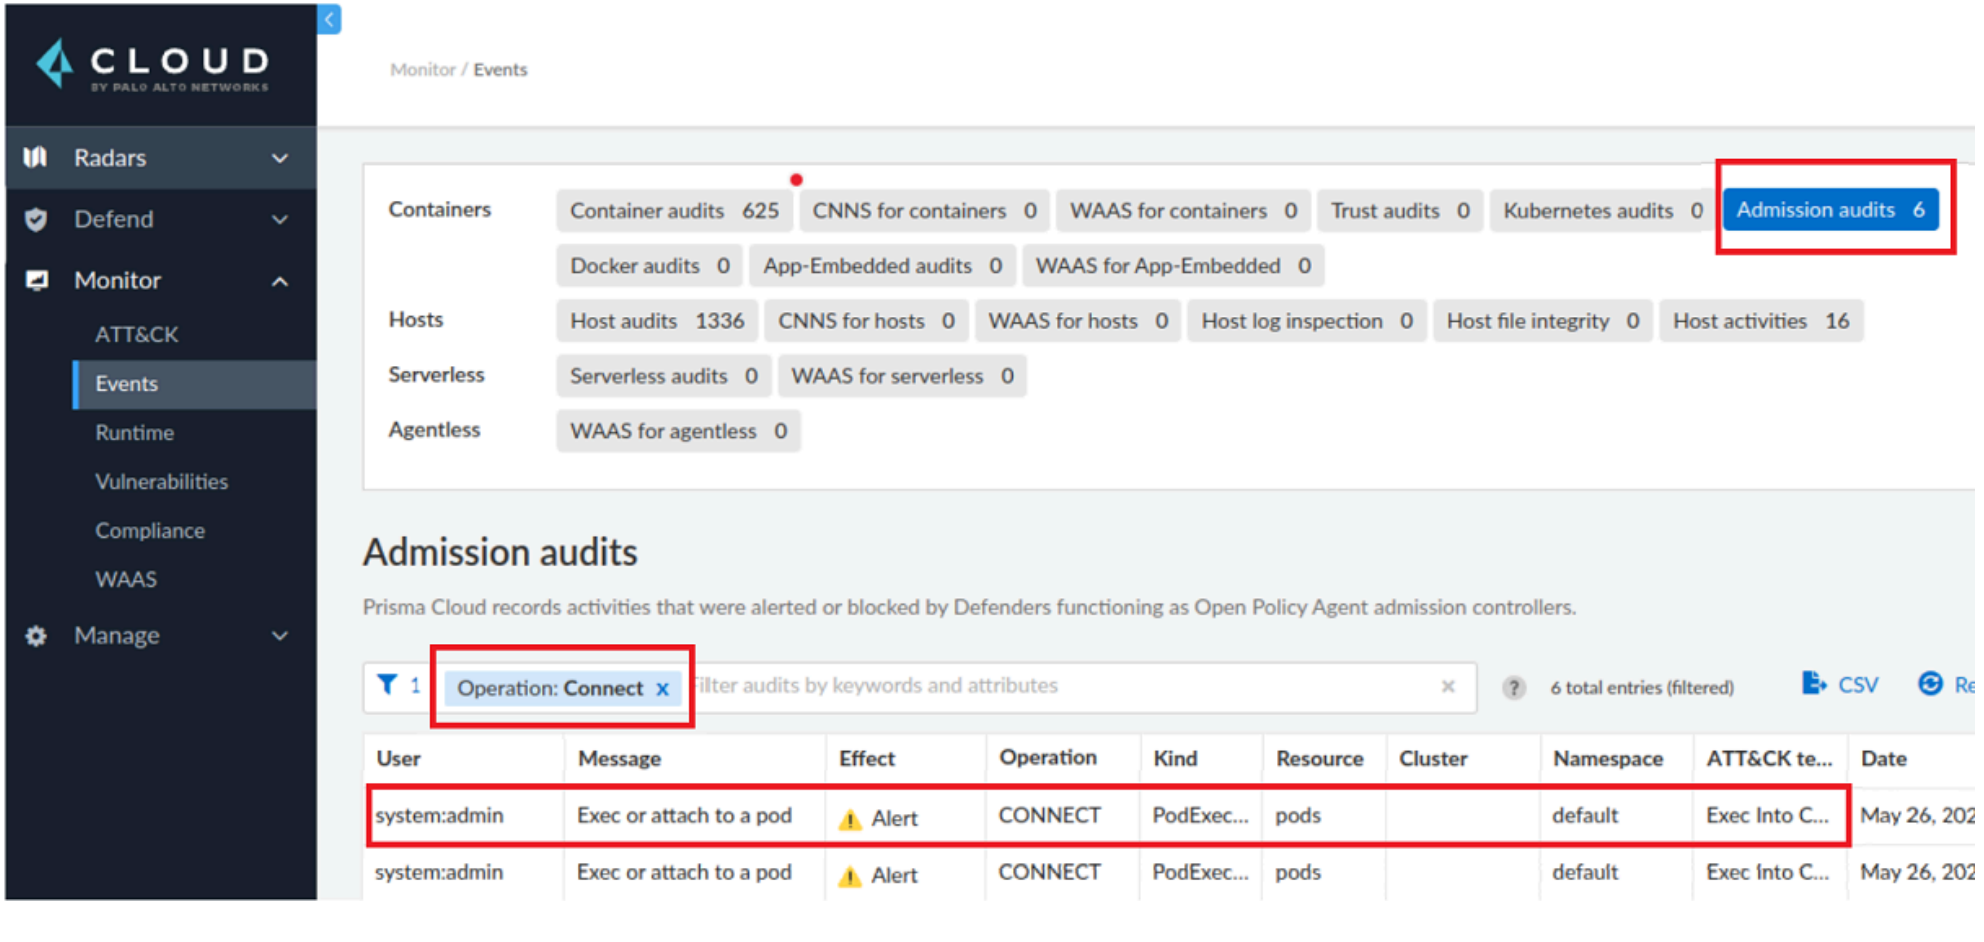 CLOUD
BY PALO ALTO NETWORKS
Radars
Defend
Monitor
ATT&CK
Events
Runtime
Vulnerabilities
Compliance
WAAS
Manage
Monitor / Events
Containers Container audits 625 CNNS for containers 0 WAAS for containers 0 Trust audits 0 Kubernetes audits 0 Admission audits 6
Docker audits 0 App-Embedded audits 0 WAAS for App-Embedded 0
Hosts Host audits 1336 CNNS for hosts 0 WAAS for hosts 0 Host log inspection 0 Host file integrity 0 Host activities 16
Serverless Serverless audits 0 WAAS for serverless 0
Agentless WAAS for agentless 0
Admission audits
Prisma Cloud records activities that were alerted or blocked by Defenders functioning as Open Policy Agent admission controllers.
1 Operation: Connect x ilter audits by keywords and attributes × ? 6 total entries (filtered) CSV Re
User Message Effect Operation Kind Resource Cluster Namespace ATT&CK te... Date
system:admin Exec or attach to a pod Alert CONNECT PodExec... pods default Exec Into C... May 26, 202
system:admin Exec or attach to a pod Alert CONNECT PodExec... pods default Exec Into C... May 26, 202